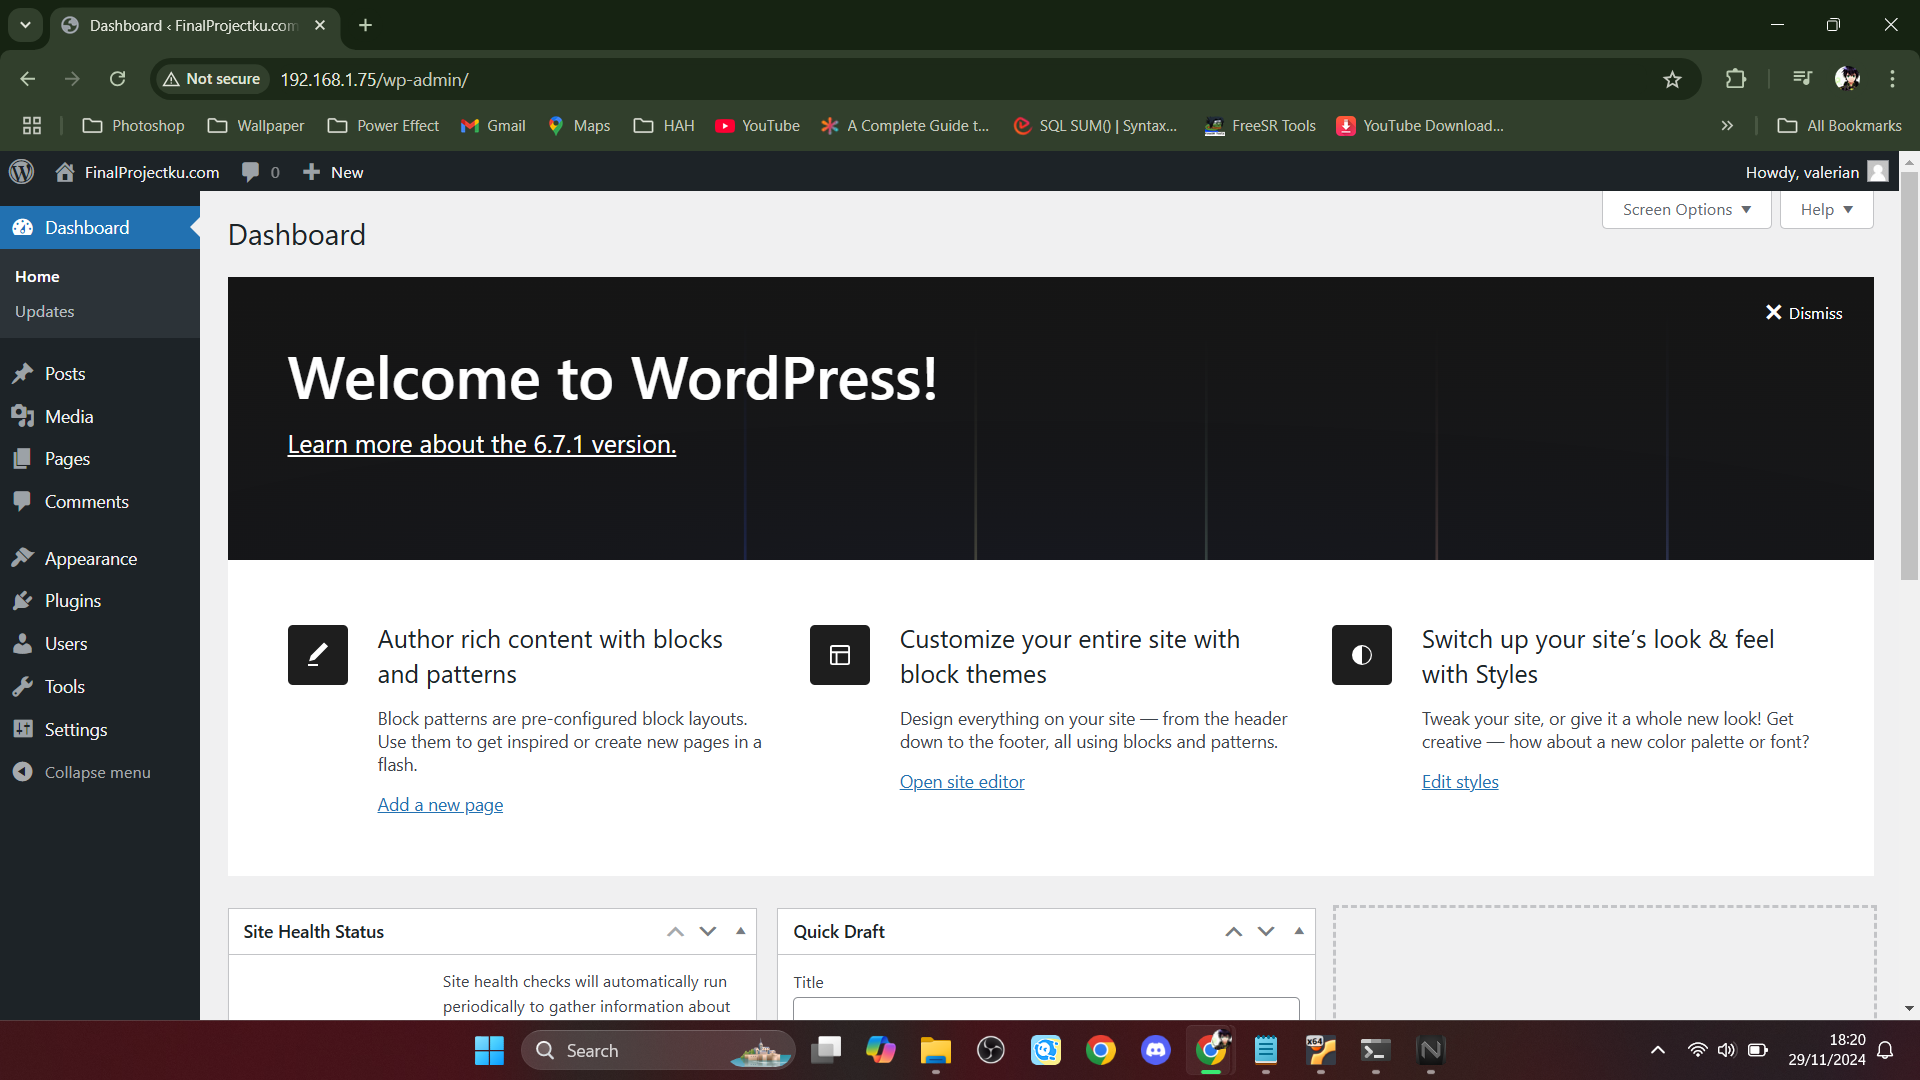 Dashboard ‹ FinalProjectku.com
Not secure
192.168.1.75/wp-admin/
Photoshop
Wallpaper
Power Effect
Gmail
Maps
HAH
YouTube
A Complete Guide t...
SQL SUM() | Syntax...
FreeSR Tools
YouTube Download...
All Bookmarks
FinalProjectku.com
0
New
Howdy, valerian
Screen Options
Help
Dashboard
Home
Updates
Posts
Media
Pages
Comments
Appearance
Plugins
Users
Tools
Settings
Collapse menu
Dashboard
Dismiss
Welcome to WordPress!
Learn more about the 6.7.1 version.
Author rich content with blocks
and patterns
Block patterns are pre-configured block layouts.
Use them to get inspired or create new pages in a
flash.
Add a new page
Customize your entire site with
block themes
Design everything on your site — from the header
down to the footer, all using blocks and patterns.
Open site editor
Switch up your site’s look & feel
with Styles
Tweak your site, or give it a whole new look! Get
creative — how about a new color palette or font?
Edit styles
Site Health Status
Site health checks will automatically run
periodically to gather information about
Quick Draft
Title
Search
x64
18:20
29/11/2024